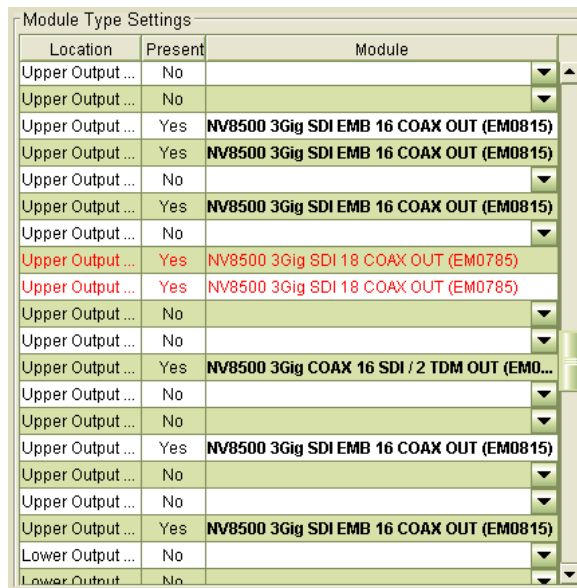 Module Type Settings
Location Present Module
Upper Output ... No
Upper Output ... No
Upper Output ... Yes NV8500 3Gig SDI EMB 16 COAX OUT (EM0815)
Upper Output ... Yes NV8500 3Gig SDI EMB 16 COAX OUT (EM0815)
Upper Output ... No
Upper Output ... Yes NV8500 3Gig SDI EMB 16 COAX OUT (EM0815)
Upper Output ... No
Upper Output ... Yes NV8500 3Gig SDI 18 COAX OUT (EM0785)
Upper Output ... Yes NV8500 3Gig SDI 18 COAX OUT (EM0785)
Upper Output ... No
Upper Output ... No
Upper Output ... Yes NV8500 3Gig COAX 16 SDI / 2 TDM OUT (EM0...
Upper Output ... No
Upper Output ... No
Upper Output ... Yes NV8500 3Gig SDI EMB 16 COAX OUT (EM0815)
Upper Output ... No
Upper Output ... No
Upper Output ... Yes NV8500 3Gig SDI EMB 16 COAX OUT (EM0815)
Lower Output ... No
Lower Output ... No